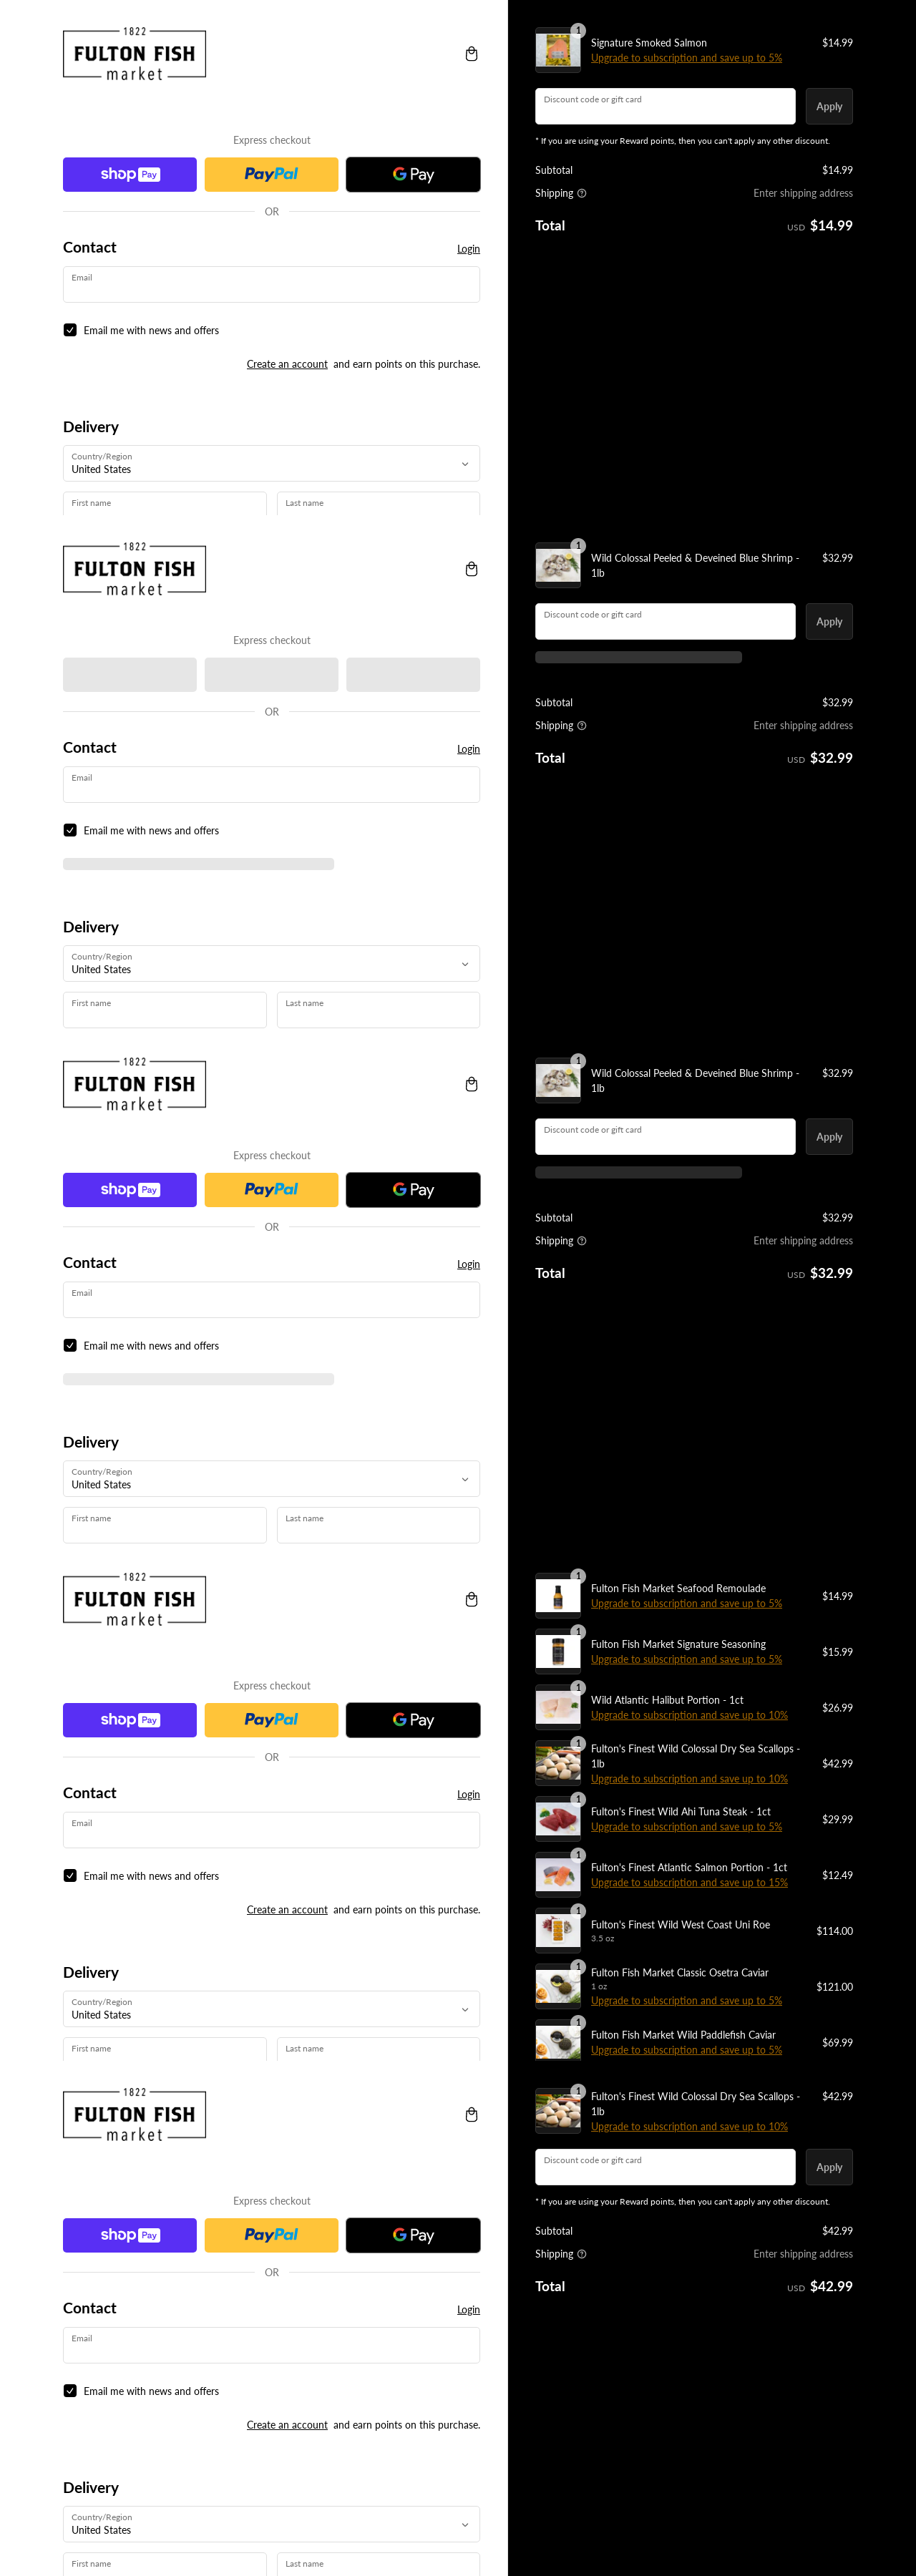 1822
FULTON FISH
market
Express checkout
shop Pay
PayPal
G Pay
OR
Contact
Login
Email
Email me with news and offers
Create an account and earn points on this purchase.
Delivery
Country/Region
United States
First name
Last name
1
Signature Smoked Salmon
$14.99
Upgrade to subscription and save up to 5%
Discount code or gift card
Apply
* If you are using your Reward points, then you can't apply any other discount.
Subtotal
$14.99
Shipping
Enter shipping address
Total
USD $14.99
1822
FULTON FISH
market
Express checkout
OR
Contact
Login
Email
Email me with news and offers
Delivery
Country/Region
United States
First name
Last name
1
Wild Colossal Peeled & Deveined Blue Shrimp -
1lb
$32.99
Discount code or gift card
Apply
Subtotal
$32.99
Shipping
Enter shipping address
Total
USD $32.99
1822
FULTON FISH
market
Express checkout
shop Pay
PayPal
G Pay
OR
Contact
Login
Email
Email me with news and offers
Delivery
Country/Region
United States
First name
Last name
1
Wild Colossal Peeled & Deveined Blue Shrimp -
1lb
$32.99
Discount code or gift card
Apply
Subtotal
$32.99
Shipping
Enter shipping address
Total
USD $32.99
1822
FULTON FISH
market
Express checkout
shop Pay
PayPal
G Pay
OR
Contact
Login
Email
Email me with news and offers
Create an account and earn points on this purchase.
Delivery
Country/Region
United States
First name
Last name
1
Fulton Fish Market Seafood Remoulade
Upgrade to subscription and save up to 5%
$14.99
1
Fulton Fish Market Signature Seasoning
Upgrade to subscription and save up to 5%
$15.99
1
Wild Atlantic Halibut Portion - 1ct
Upgrade to subscription and save up to 10%
$26.99
1
Fulton's Finest Wild Colossal Dry Sea Scallops -
1lb
Upgrade to subscription and save up to 10%
$42.99
1
Fulton's Finest Wild Ahi Tuna Steak - 1ct
Upgrade to subscription and save up to 5%
$29.99
1
Fulton's Finest Atlantic Salmon Portion - 1ct
Upgrade to subscription and save up to 15%
$12.49
1
Fulton's Finest Wild West Coast Uni Roe
3.5 oz
$114.00
1
Fulton Fish Market Classic Osetra Caviar
1 oz
Upgrade to subscription and save up to 5%
$121.00
1
Fulton Fish Market Wild Paddlefish Caviar
Upgrade to subscription and save up to 5%
$69.99
1822
FULTON FISH
market
Express checkout
shop Pay
PayPal
G Pay
OR
Contact
Login
Email
Email me with news and offers
Create an account and earn points on this purchase.
Delivery
Country/Region
United States
First name
Last name
1
Fulton's Finest Wild Colossal Dry Sea Scallops -
1lb
$42.99
Upgrade to subscription and save up to 10%
Discount code or gift card
Apply
* If you are using your Reward points, then you can't apply any other discount.
Subtotal
$42.99
Shipping
Enter shipping address
Total
USD $42.99